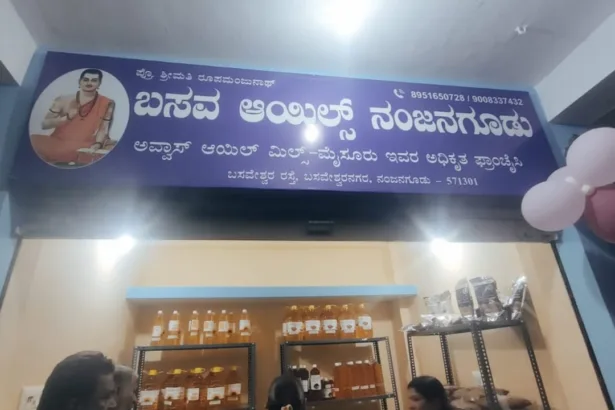 ಪ್ರೊ. ಶ್ರೀಮತಿ ರೂಪಮಂಜುನಾಥ್
8951650728 / 9008337432
ಬಸವ ಆಯಿಲ್ಸ್ ನಂಜನಗೂಡು
ಅವ್ವಾಸ್ ಆಯಿಲ್ ಮಿಲ್ಸ್-ಮೈಸೂರು ಇವರ ಅಧಿಕೃತ ಫ್ರಾಂಚೈಸಿ
ಬಸವೇಶ್ವರ ರಸ್ತೆ, ಬಸವೇಶ್ವರನಗರ, ನಂಜನಗೂಡು - 571301